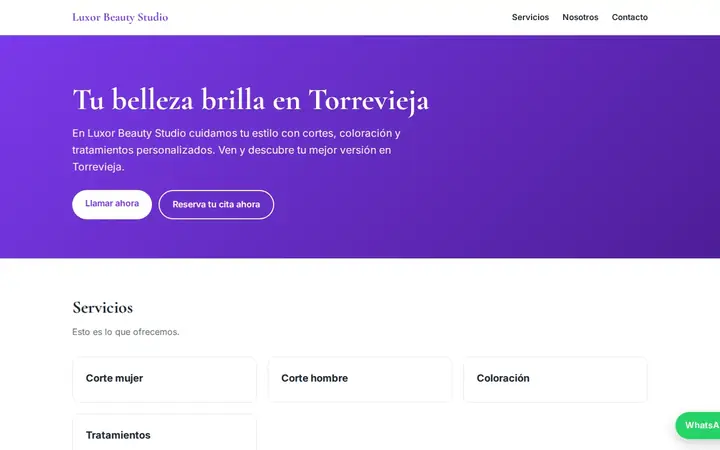 Luxor Beauty Studio
Servicios Nosotros Contacto
Tu belleza brilla en Torrevieja
En Luxor Beauty Studio cuidamos tu estilo con cortes, coloración y
tratamientos personalizados. Ven y descubre tu mejor versión en
Torrevieja.
Llamar ahora
Reserva tu cita ahora
Servicios
Esto es lo que ofrecemos.
Corte mujer
Corte hombre
Coloración
Tratamientos
WhatsA